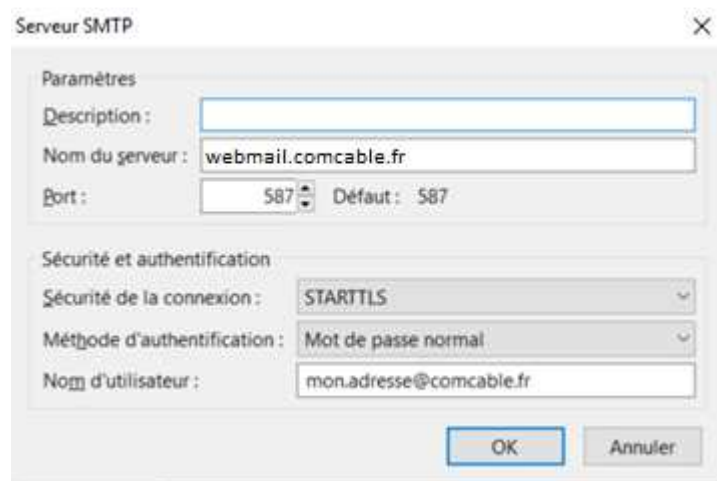 Serveur SMTP
Paramètres
Description :
Nom du serveur : webmail.comcable.fr
Port : 587 Défaut : 587
Sécurité et authentification
Sécurité de la connexion : STARTTLS
Méthode d'authentification : Mot de passe normal
Nom d'utilisateur : mon.adresse@comcable.fr
OK Annuler